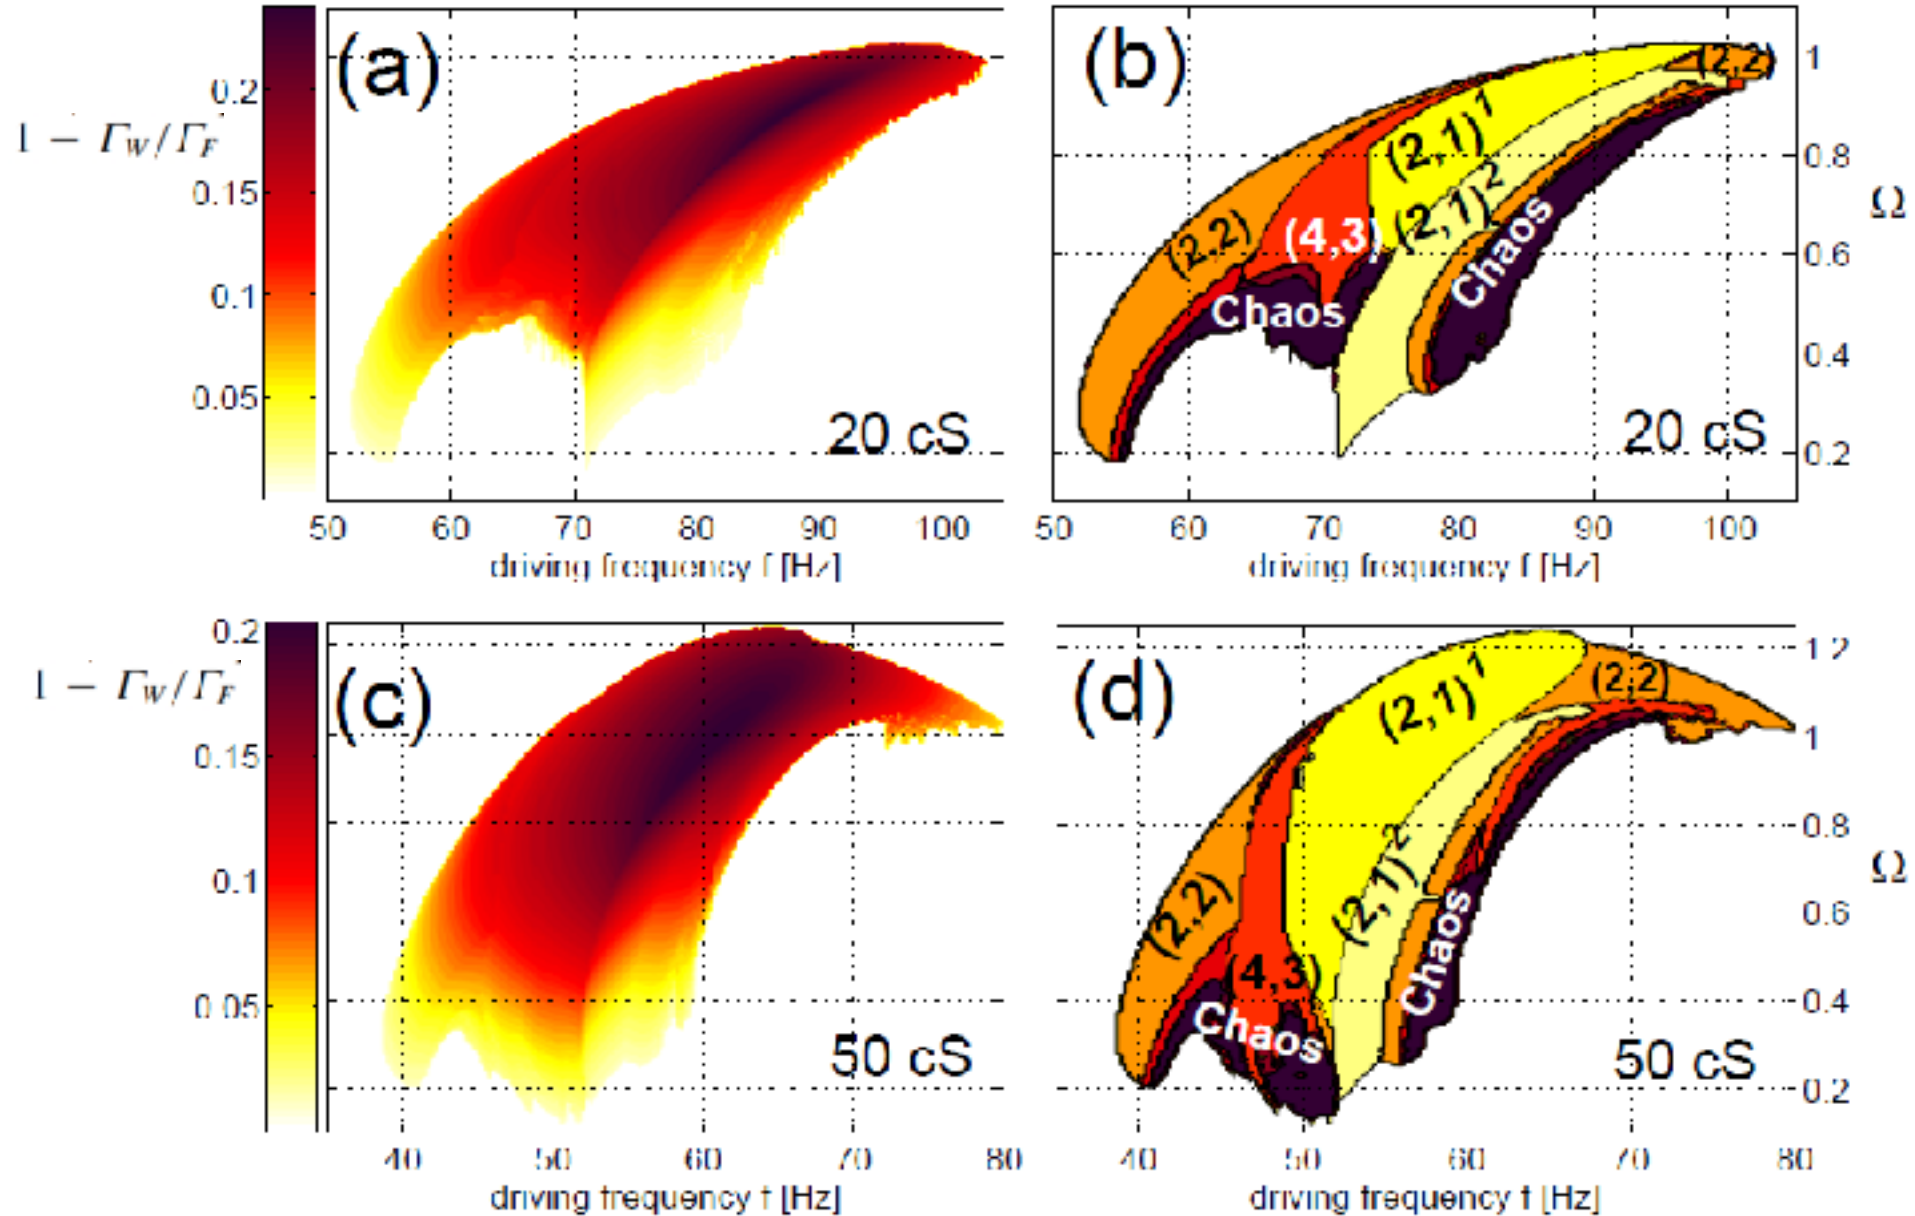 (a)
(b)
1 - Γ_W/Γ_F
0.2
0.15
0.1
0.05
20 cS
50 60 70 80 90 100
driving frequency f [Hz]
(2,2)
(4,3)
(2,1)^1
(2,1)^2
(2,2)
Chaos
Chaos
20 cS
1
0.8
0.6
0.4
0.2
Ω
50 60 70 80 90 100
driving frequency f [Hz]
(c)
(d)
1 - Γ_W/Γ_F
0.2
0.15
0.1
0.05
50 cS
40 50 60 70 80
driving frequency f [Hz]
(2,2)
(4,3)
(2,1)^1
(2,1)^2
(2,2)
Chaos
Chaos
50 cS
1.2
1
0.8
0.6
0.4
0.2
Ω
40 50 60 70 80
driving frequency f [Hz]